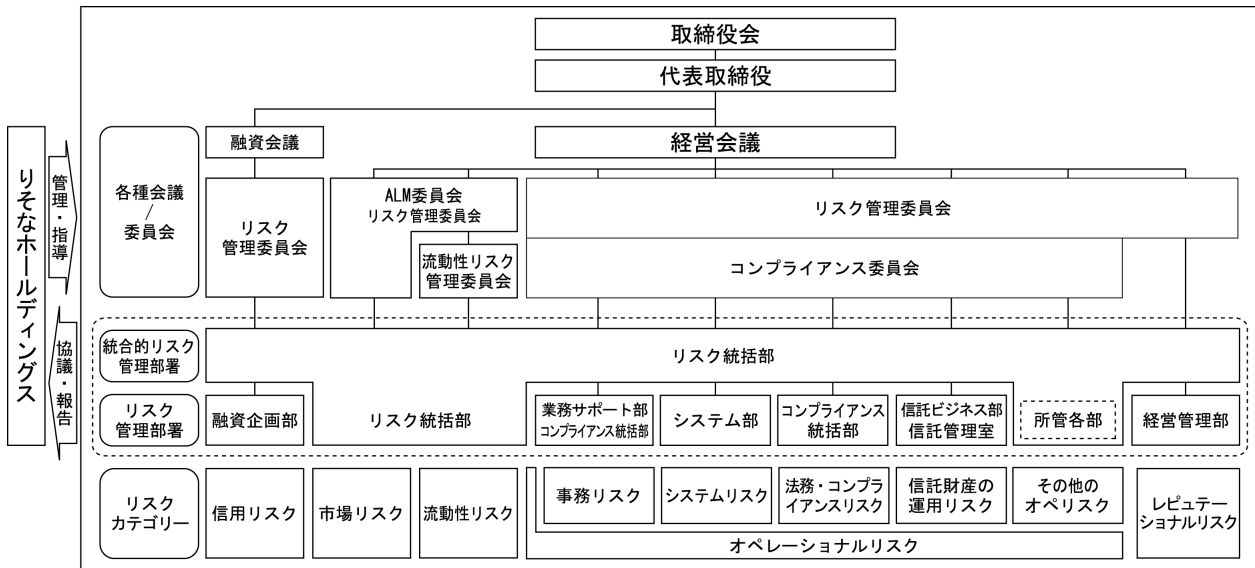 取締役会
代表取締役
融資会議
経営会議
りそなホールディングス
管理・指導
協議・報告
各種会議
/
委員会
リスク
管理委員会
ALM委員会
リスク管理委員会
流動性リスク
管理委員会
リスク管理委員会
コンプライアンス委員会
統合的リスク
管理部署
リスク統括部
リスク
管理部署
融資企画部
リスク統括部
業務サポート部
コンプライアンス統括部
システム部
コンプライアンス
統括部
信託ビジネス部
信託管理室
所管各部
経営管理部
リスク
カテゴリー
信用リスク
市場リスク
流動性リスク
事務リスク
システムリスク
法務・コンプラ
イアンスリスク
信託財産の
運用リスク
その他の
オペリスク
オペレーショナルリスク
レピュテー
ショナルリスク